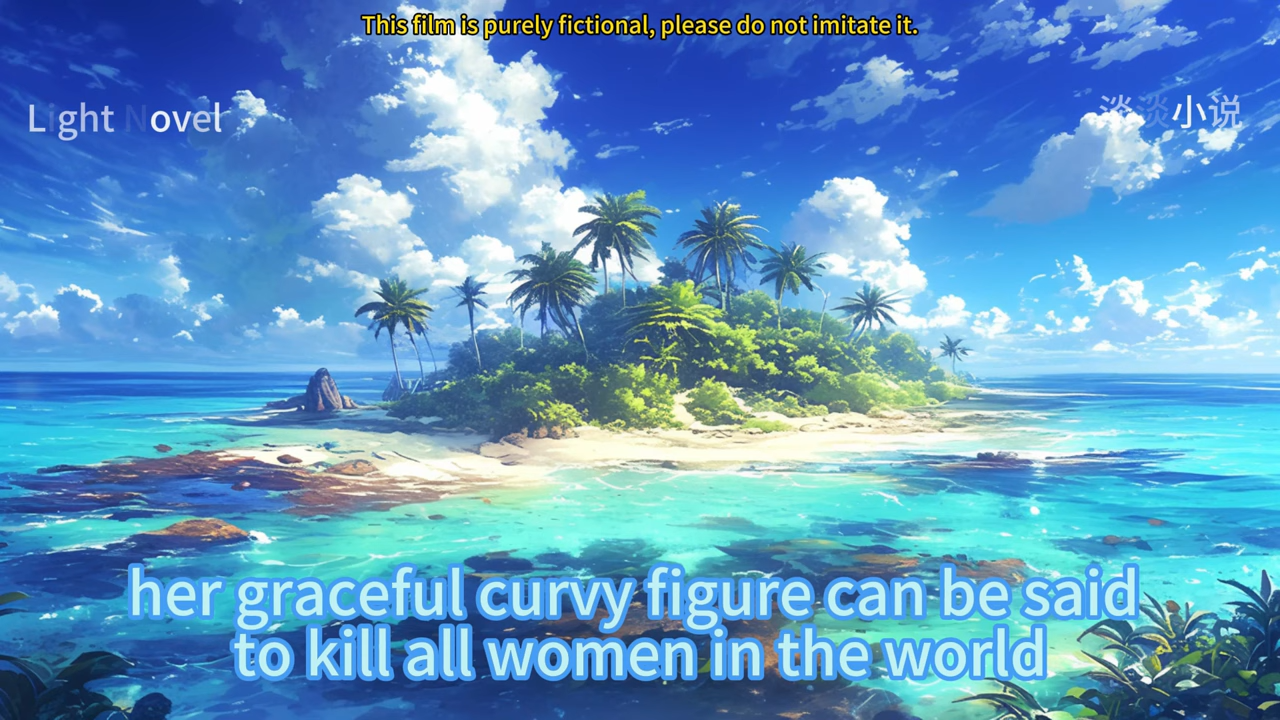 This film is purely fictional, please do not imitate it.
Light Novel
淡淡小说
her graceful curvy figure can be said
to kill all women in the world